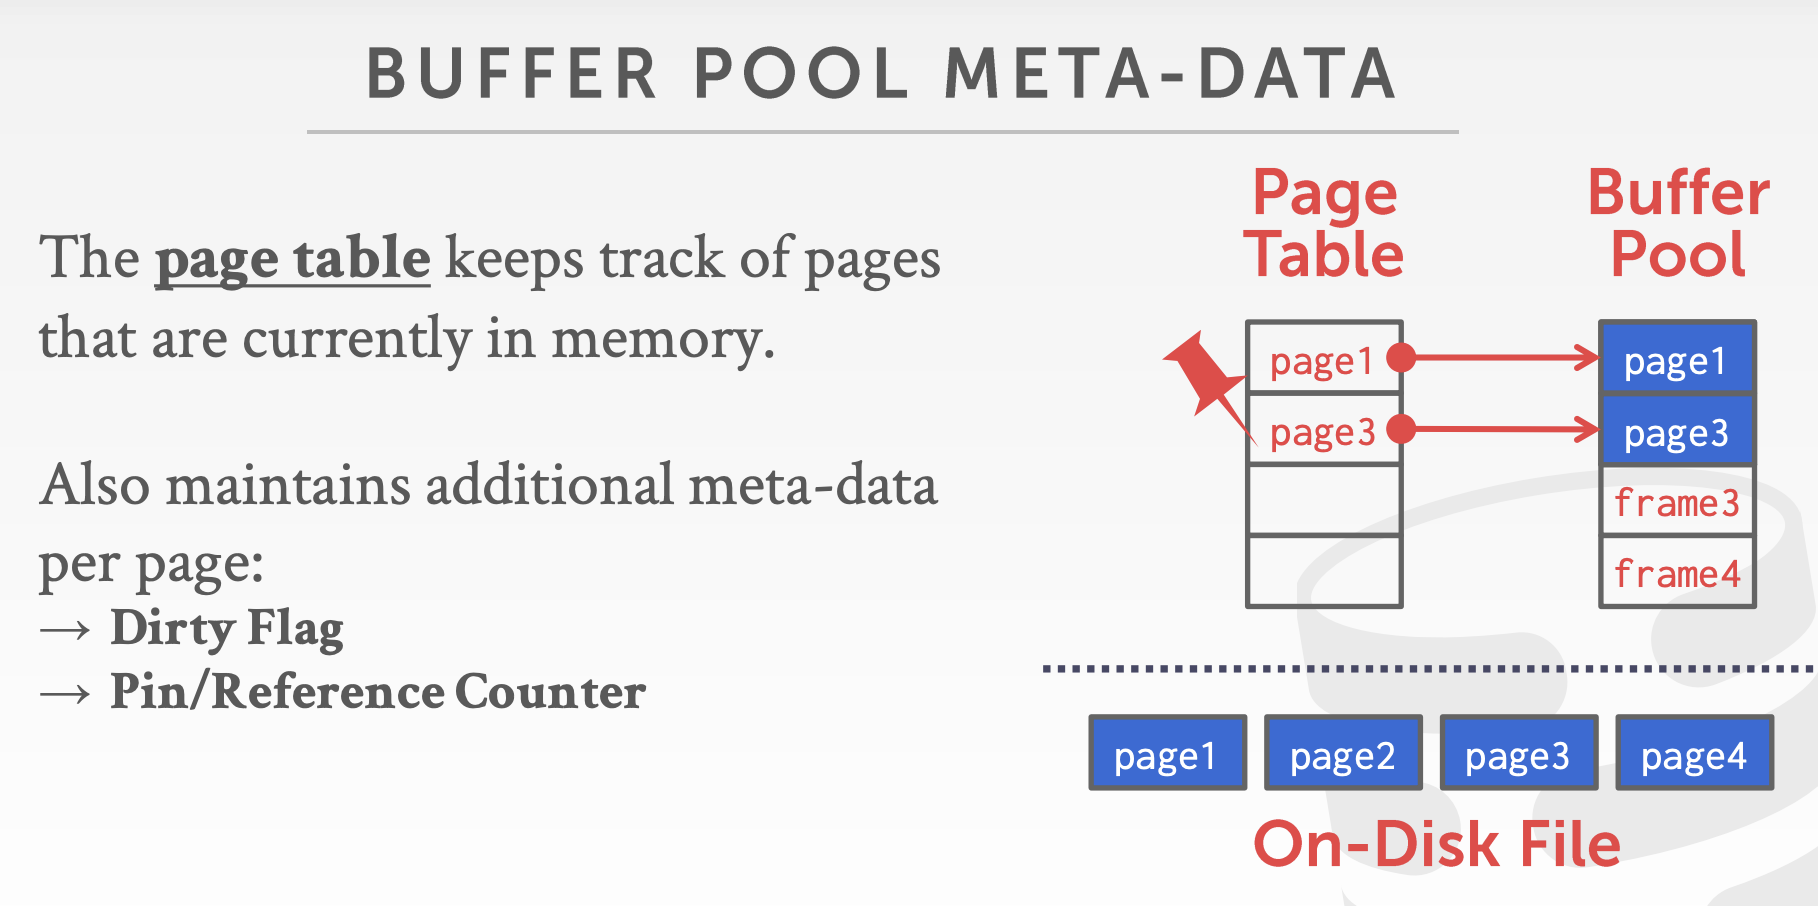 BUFFER POOL META-DATA
The page table keeps track of pages
that are currently in memory.
Also maintains additional meta-data
per page:
→ Dirty Flag
→ Pin/Reference Counter
Page
Table
page1
page3
Buffer
Pool
page1
page3
frame3
frame4
page1 page2 page3 page4
On-Disk File